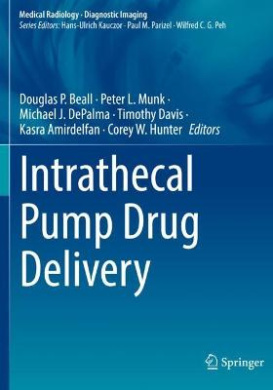 Medical Radiology · Diagnostic Imaging
Series Editors: Hans-Ulrich Kauczor · Paul M. Parizel · Wilfred C. G. Peh
Douglas P. Beall · Peter L. Munk ·
Michael J. DePalma · Timothy Davis ·
Kasra Amirdelfan · Corey W. Hunter Editors
Intrathecal
Pump Drug
Delivery
Springer